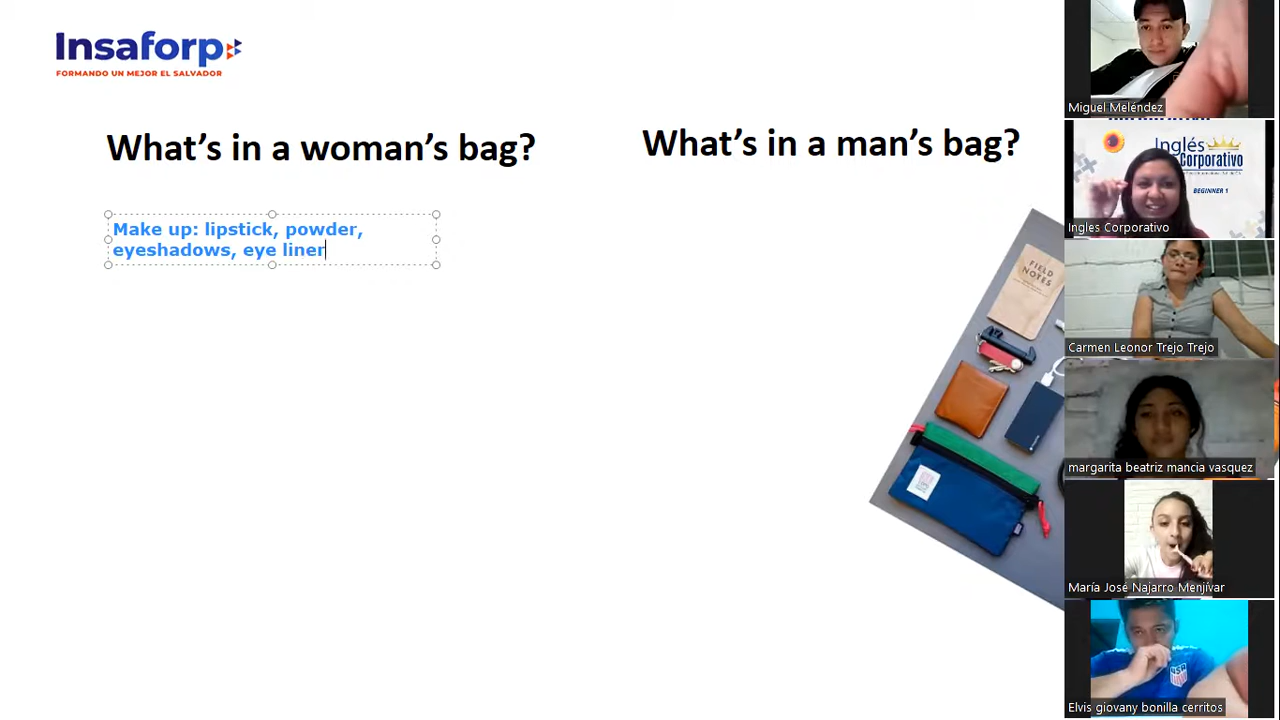 Insaforp
FORMANDO UN MEJOR EL SALVADOR
What's in a woman's bag?
What's in a man's bag?
Make up: lipstick, powder,
eyeshadows, eye liner
FIELD
NOTES
Miguel Meléndez
Inglés
Corporativo
BEGINNER 1
Ingles Corporativo
Carmen Leonor Trejo Trejo
margarita beatriz mancia vasquez
María José Najarro Menjívar
USA
Elvis giovany bonilla cerritos